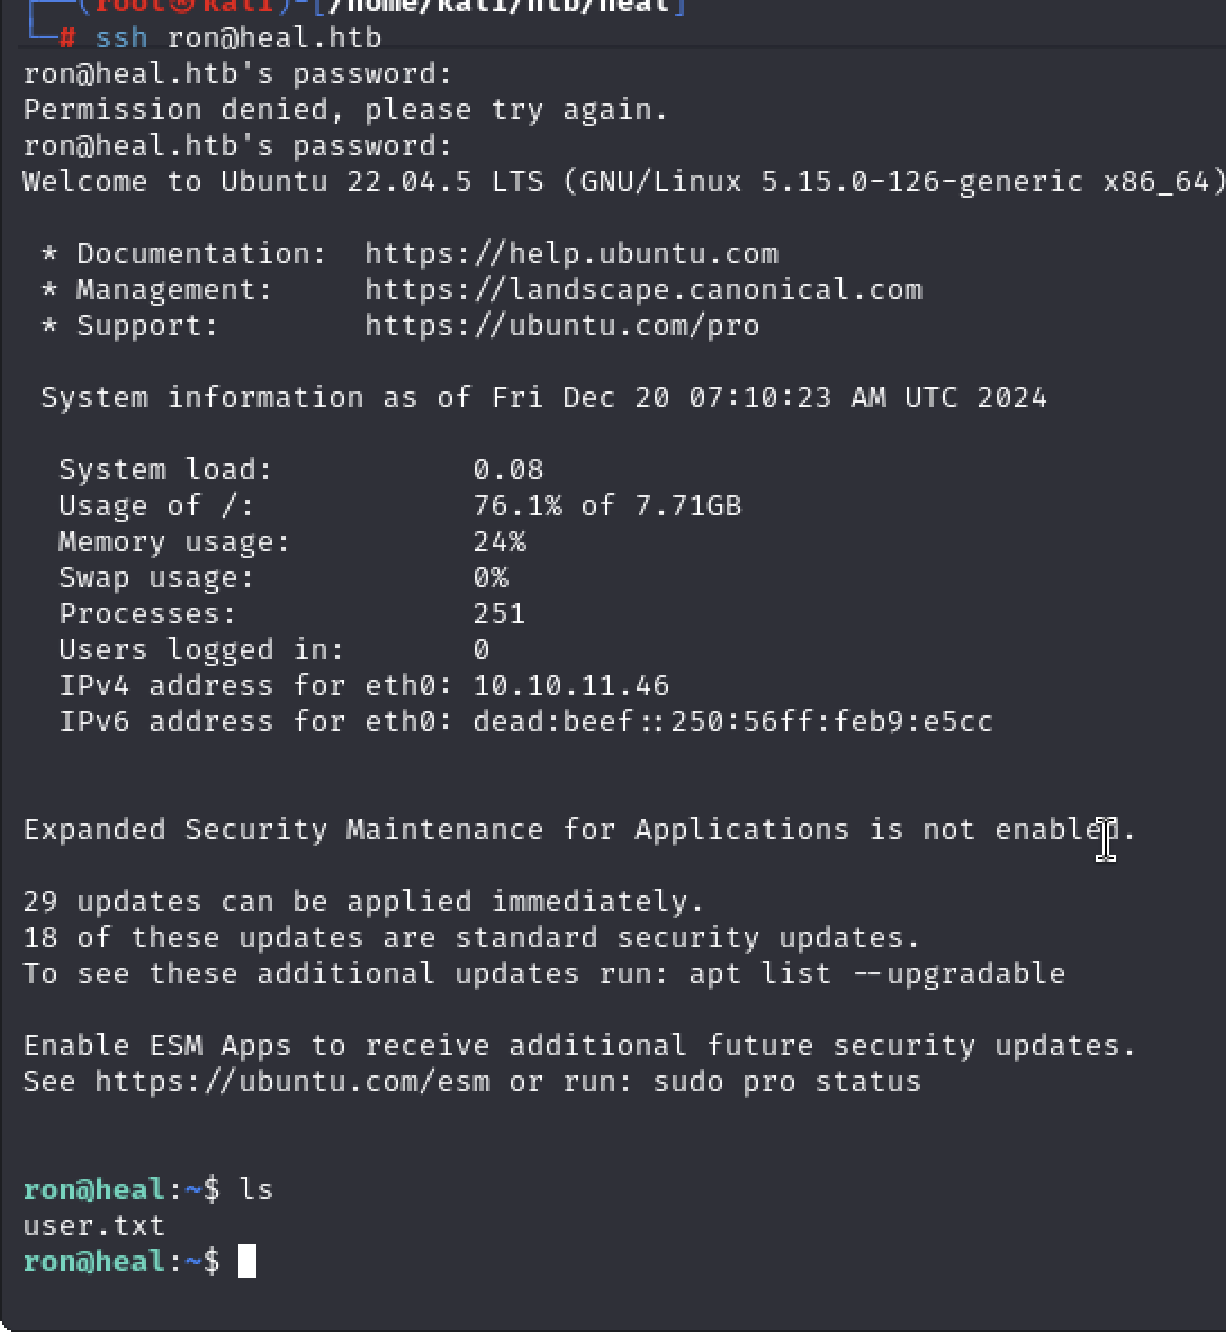 ┌──(root㉿kali)-[/home/kali/htb/heal]
└─# ssh ron@heal.htb
ron@heal.htb's password:
Permission denied, please try again.
ron@heal.htb's password:
Welcome to Ubuntu 22.04.5 LTS (GNU/Linux 5.15.0-126-generic x86_64)
* Documentation: https://help.ubuntu.com
* Management: https://landscape.canonical.com
* Support: https://ubuntu.com/pro
System information as of Fri Dec 20 07:10:23 AM UTC 2024
System load: 0.08
Usage of /: 76.1% of 7.71GB
Memory usage: 24%
Swap usage: 0%
Processes: 251
Users logged in: 0
IPv4 address for eth0: 10.10.11.46
IPv6 address for eth0: dead:beef::250:56ff:feb9:e5cc
Expanded Security Maintenance for Applications is not enabled.
29 updates can be applied immediately.
18 of these updates are standard security updates.
To see these additional updates run: apt list --upgradable
Enable ESM Apps to receive additional future security updates.
See https://ubuntu.com/esm or run: sudo pro status
ron@heal:~$ ls
user.txt
ron@heal:~$